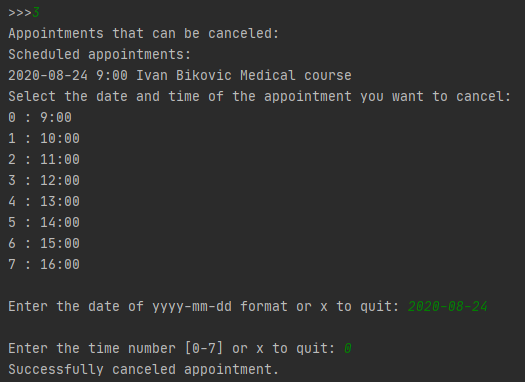 >>>3
Appointments that can be canceled:
Scheduled appointments:
2020-08-24 9:00 Ivan Bikovic Medical course
Select the date and time of the appointment you want to cancel:
0 : 9:00
1 : 10:00
2 : 11:00
3 : 12:00
4 : 13:00
5 : 14:00
6 : 15:00
7 : 16:00
Enter the date of yyyy-mm-dd format or x to quit: 2020-08-24
Enter the time number [0-7] or x to quit: 0
Successfully canceled appointment.